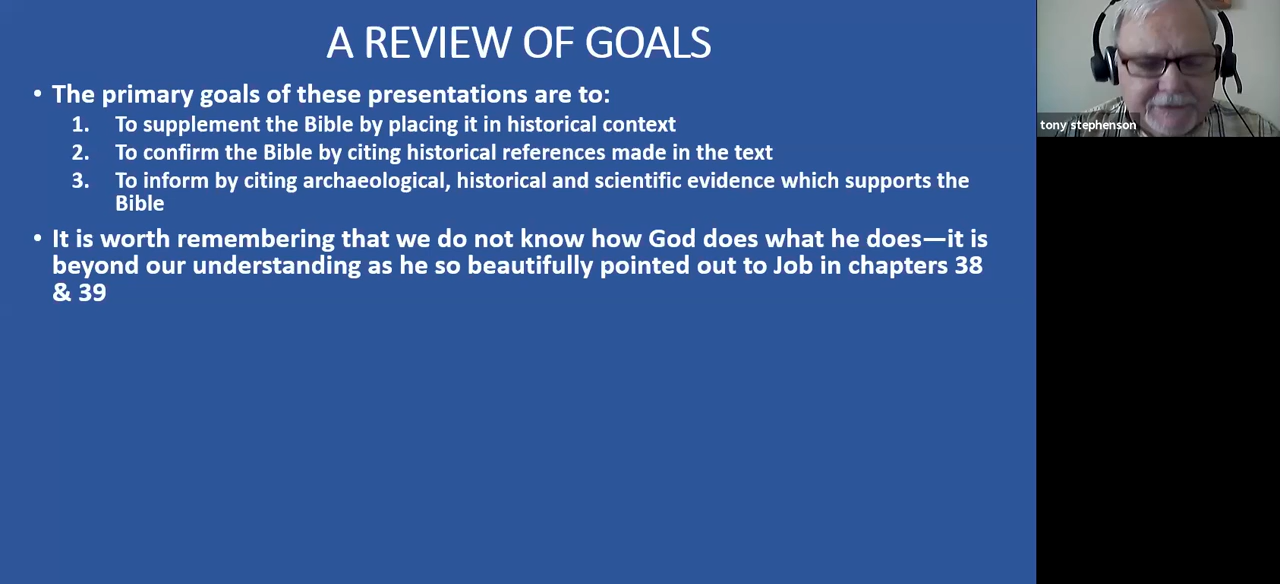 A REVIEW OF GOALS
• The primary goals of these presentations are to:
1. To supplement the Bible by placing it in historical context
2. To confirm the Bible by citing historical references made in the text
3. To inform by citing archaeological, historical and scientific evidence which supports the
Bible
• It is worth remembering that we do not know how God does what he does—it is
beyond our understanding as he so beautifully pointed out to Job in chapters 38
& 39
tony stephenson